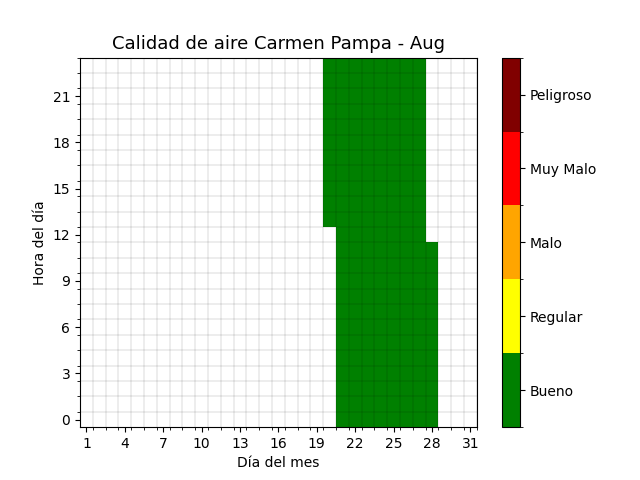 Calidad de aire Carmen Pampa - Aug
Hora del día
21
18
15
12
9
6
3
0
1 4 7 10 13 16 19 22 25 28 31
Día del mes
Peligroso
Muy Malo
Malo
Regular
Bueno